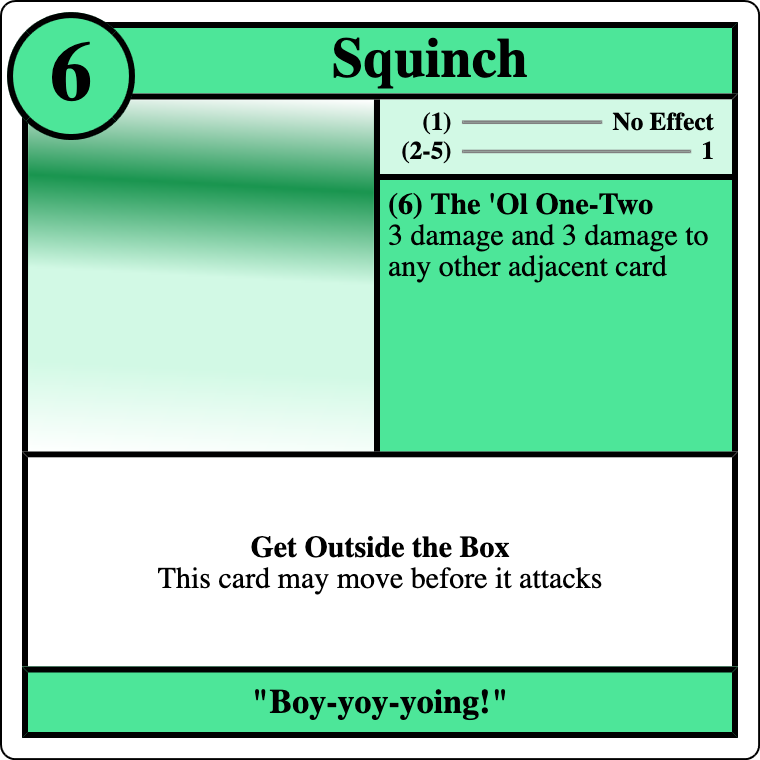 6
Squinch
(1) No Effect
(2-5) 1
(6) The 'Ol One-Two
3 damage and 3 damage to
any other adjacent card
Get Outside the Box
This card may move before it attacks
"Boy-yoy-yoing!"